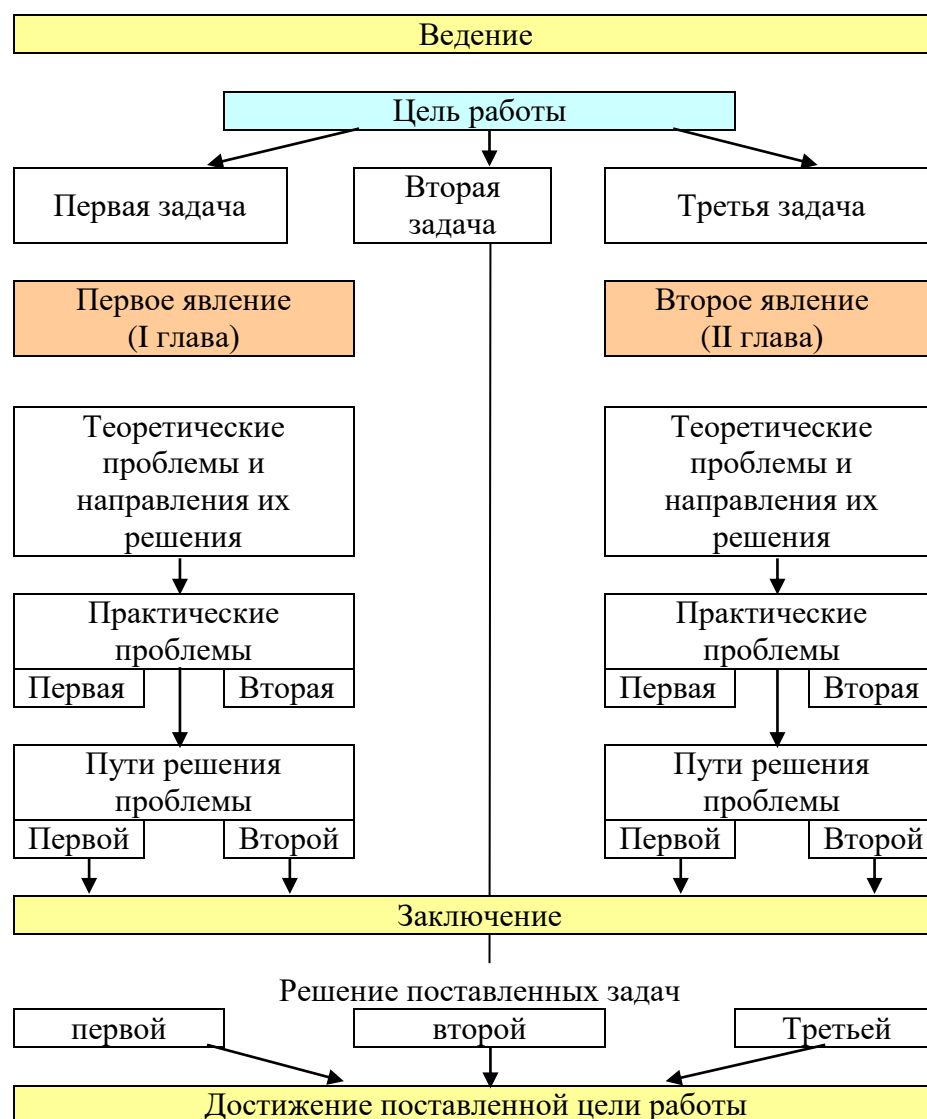 Ведение
Цель работы
Первая задача
Вторая
задача
Третья задача
Первое явление
(I глава)
Второе явление
(II глава)
Теоретические
проблемы и
направления их
решения
Теоретические
проблемы и
направления их
решения
Практические
проблемы
Первая
Вторая
Практические
проблемы
Первая
Вторая
Пути решения
проблемы
Первой
Второй
Пути решения
проблемы
Первой
Второй
Заключение
Решение поставленных задач
первой
второй
Третьей
Достижение поставленной цели работы